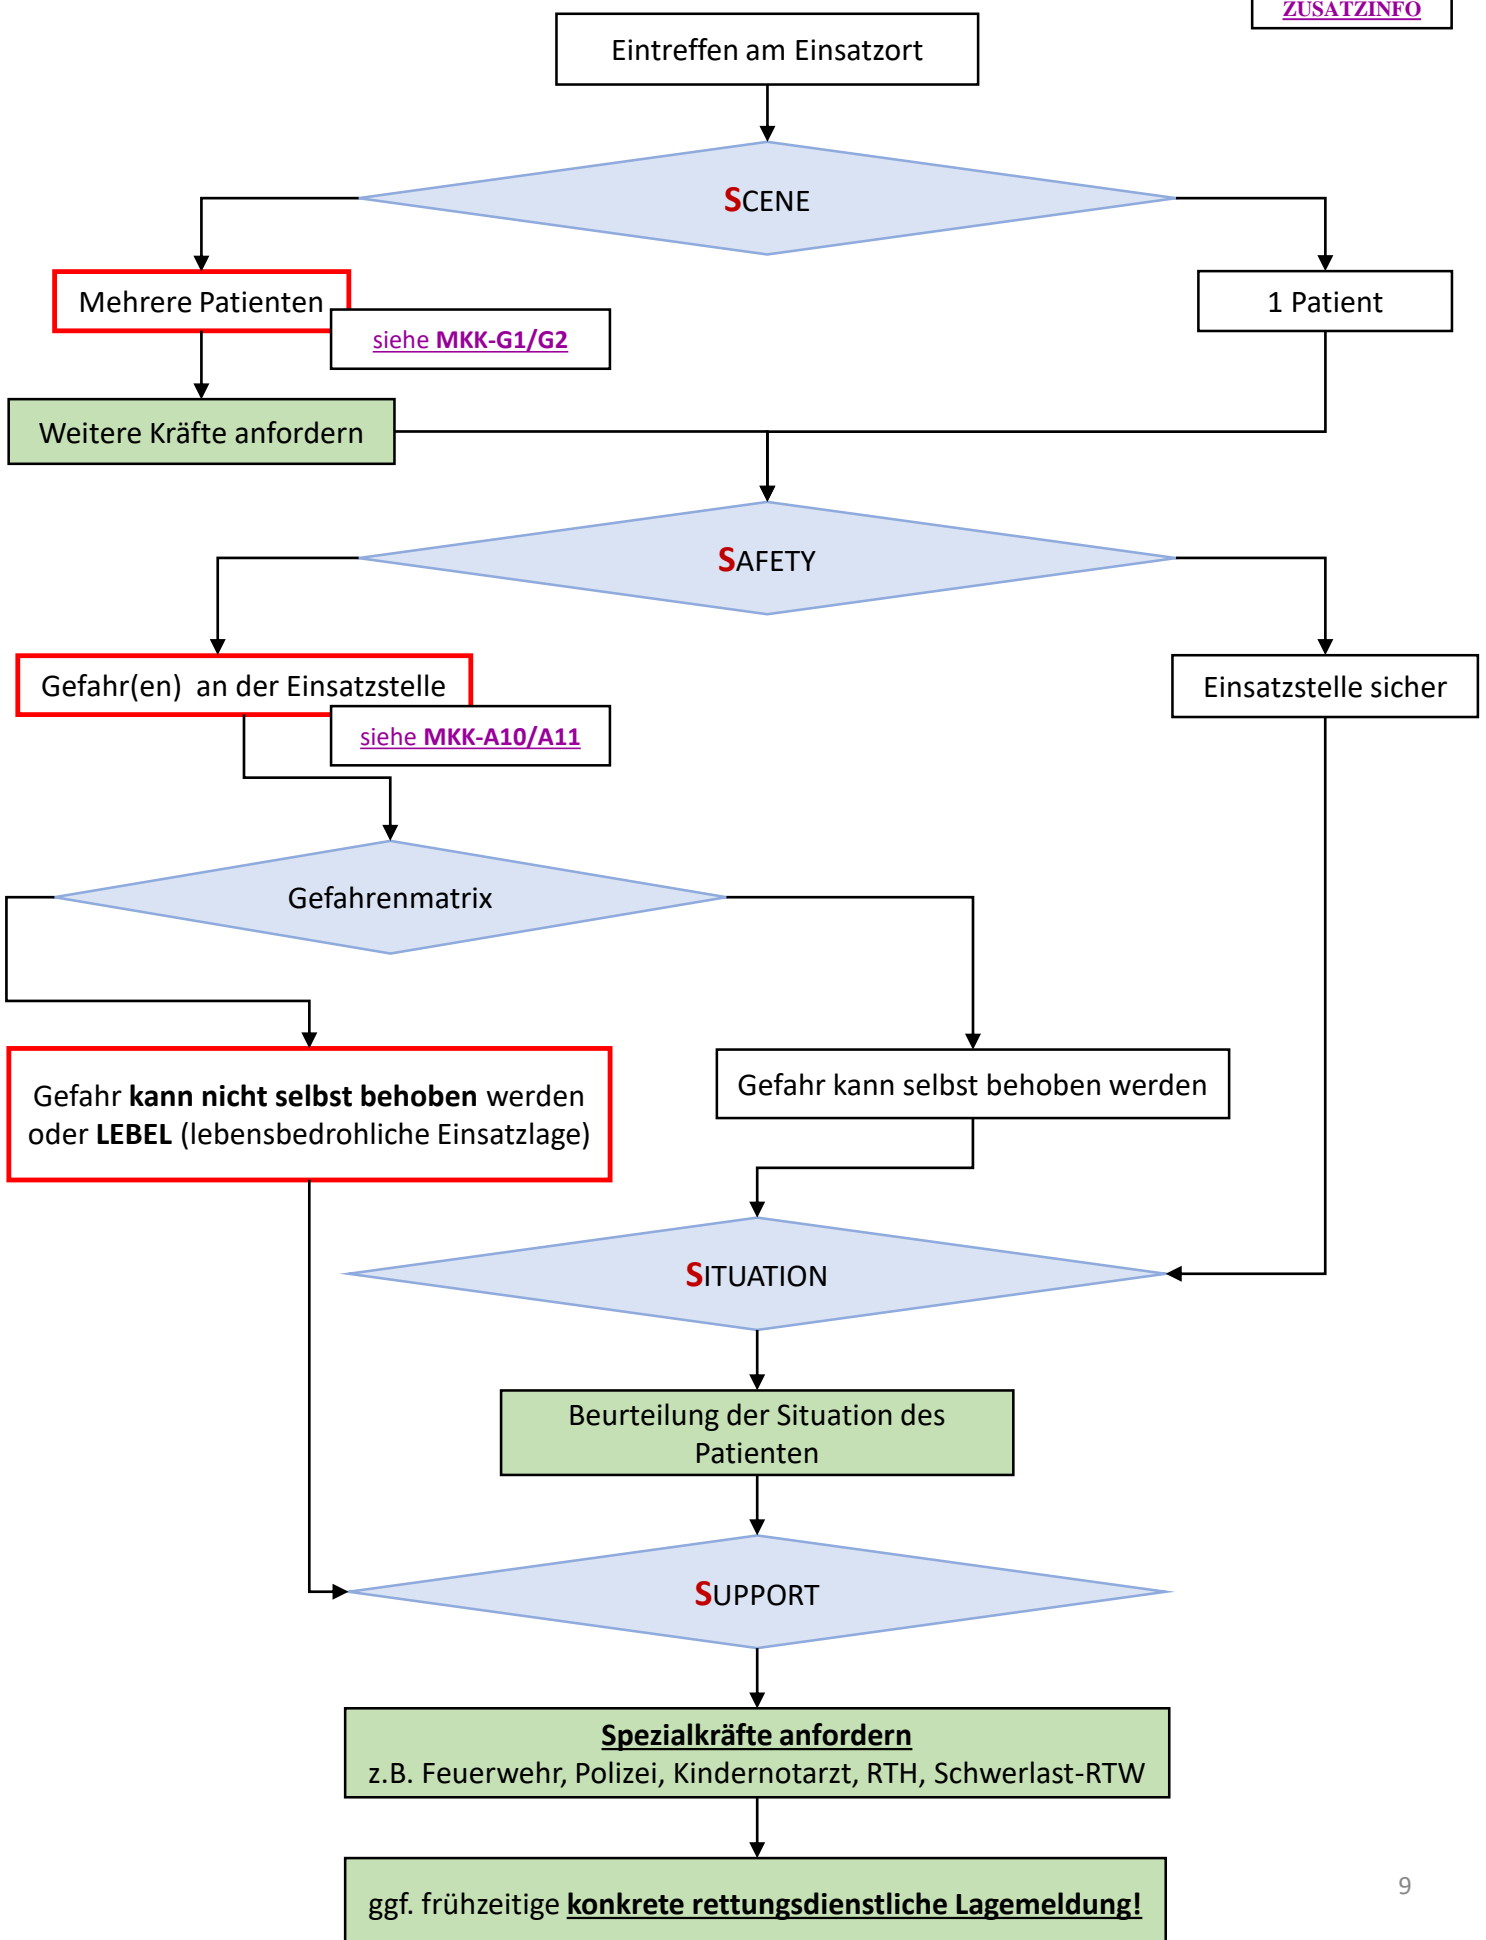 ZUSATZINFO
Eintreffen am Einsatzort
SCENE
Mehrere Patienten
1 Patient
siehe MKK-G1/G2
Weitere Kräfte anfordern
SAFETY
Gefahr(en) an der Einsatzstelle
Einsatzstelle sicher
siehe MKK-A10/A11
Gefahrenmatrix
Gefahr kann nicht selbst behoben werden
oder LEBEL (lebensbedrohliche Einsatzlage)
Gefahr kann selbst behoben werden
SITUATION
Beurteilung der Situation des
Patienten
SUPPORT
Spezialkräfte anfordern
z.B. Feuerwehr, Polizei, Kindernotarzt, RTH, Schwerlast-RTW
ggf. frühzeitige konkrete rettungsdienstliche Lagemeldung!
9